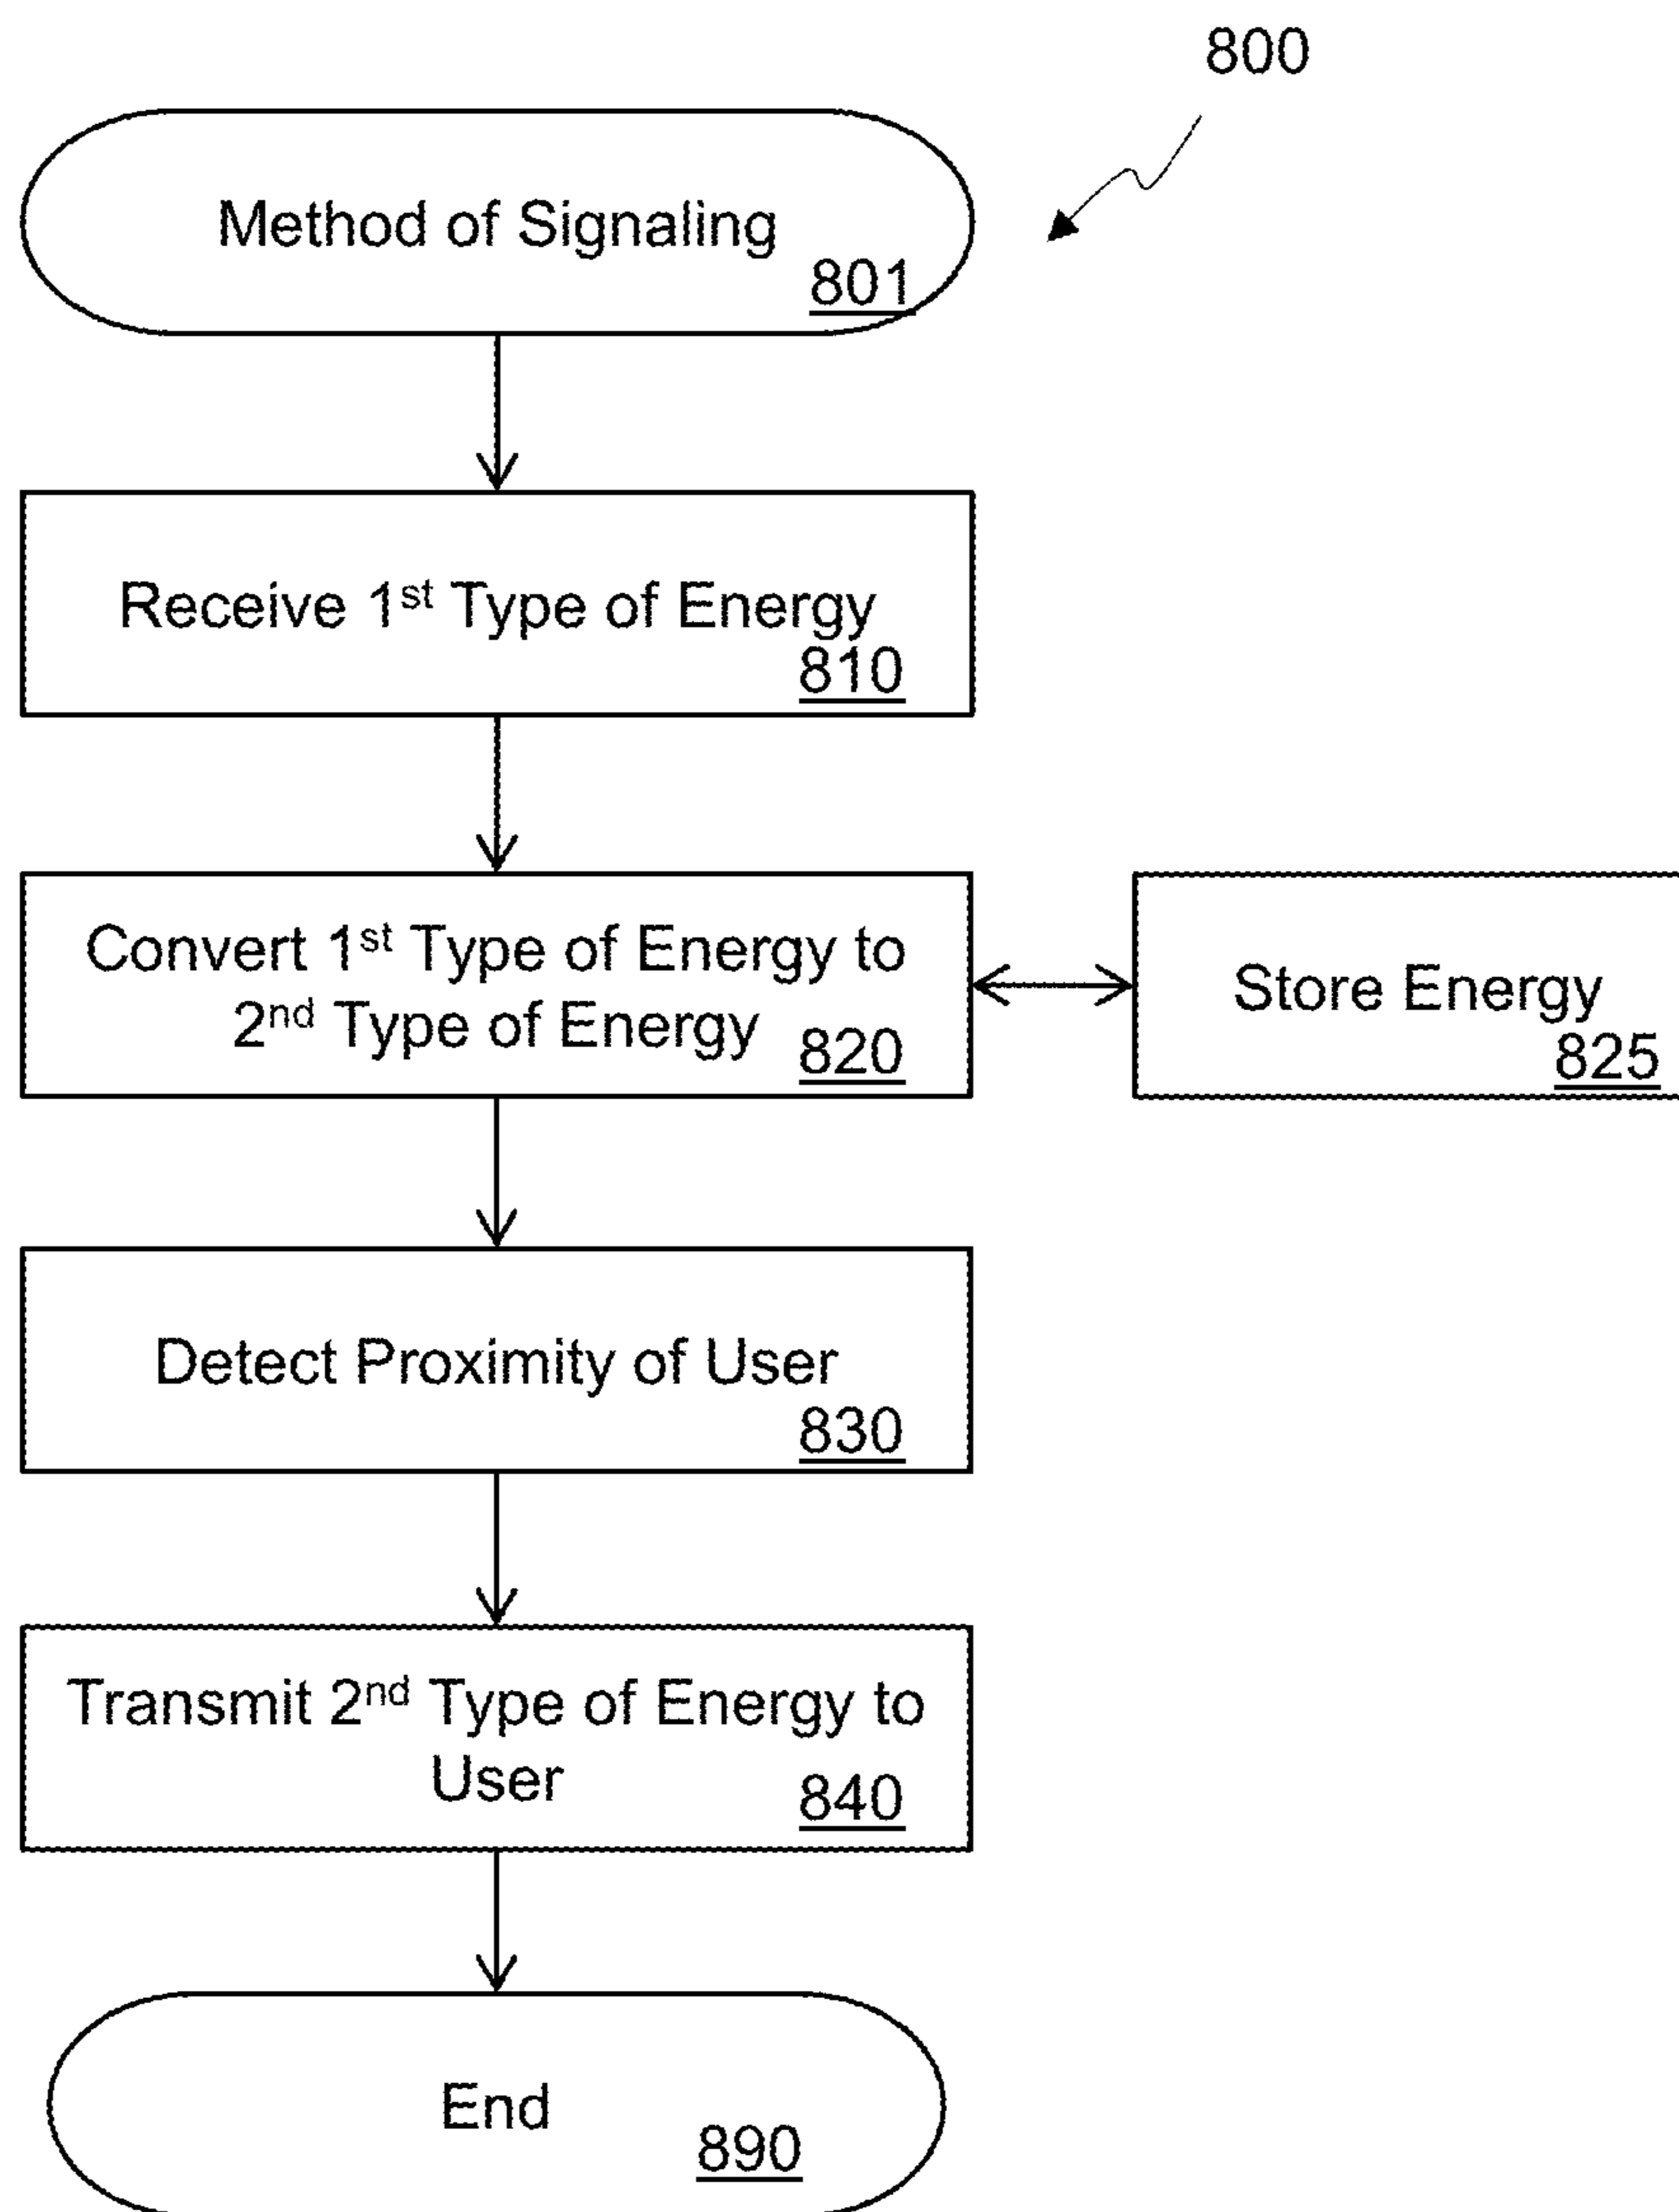 800
Method of Signaling
801
Receive 1st Type of Energy
810
Convert 1st Type of Energy to
2nd Type of Energy
820
Store Energy
825
Detect Proximity of User
830
Transmit 2nd Type of Energy to
User
840
End
890